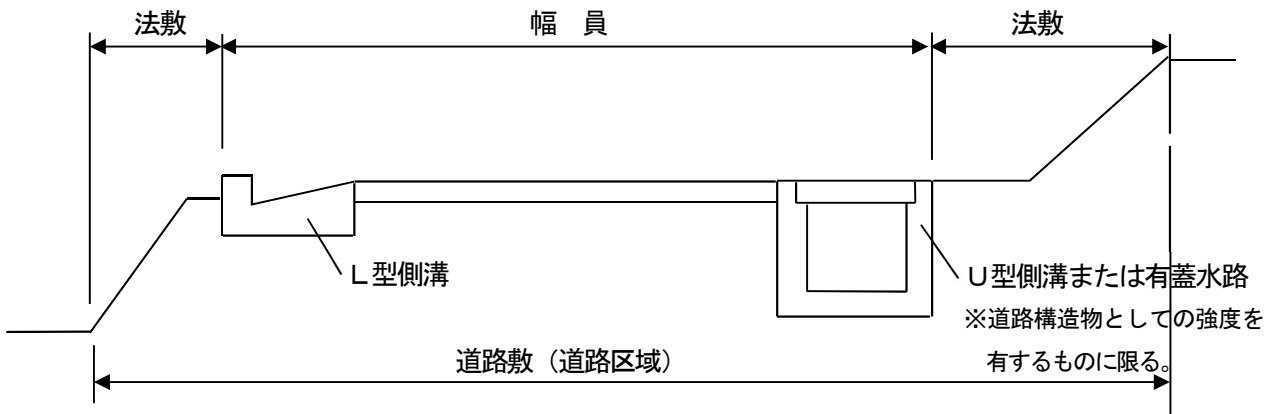 法敷
幅 員
法敷
L型側溝
U型側溝または有蓋水路
※道路構造物としての強度を
有するものに限る。
道路敷（道路区域）